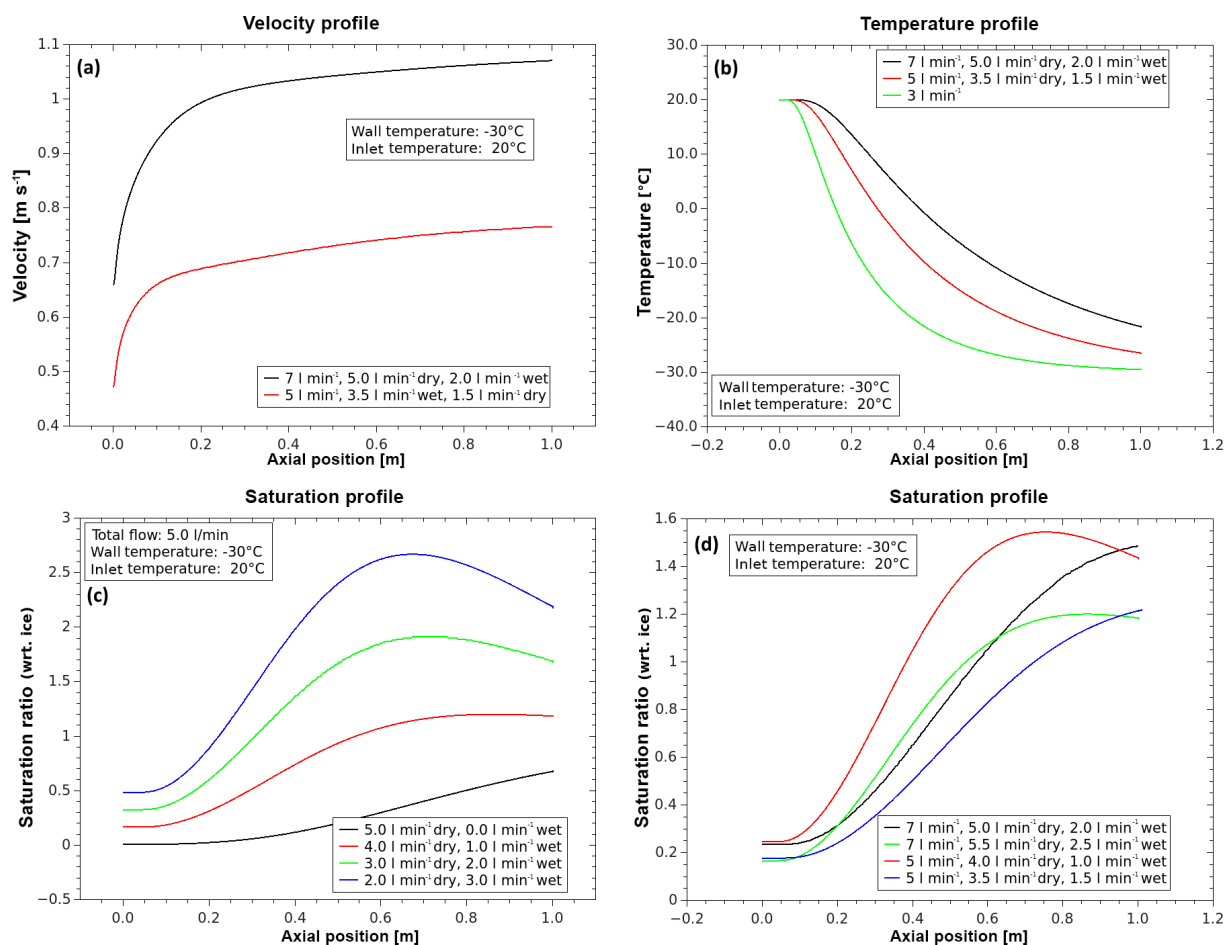 Velocity profile
(a)
1.1
1
0.9
0.8
0.7
0.6
0.5
0.4
Velocity [m s⁻¹]
Wall temperature: -30°C
Inlet temperature: 20°C
7 l min⁻¹, 5.0 l min⁻¹ dry, 2.0 l min⁻¹ wet
5 l min⁻¹, 3.5 l min⁻¹ wet, 1.5 l min⁻¹ dry
0.0 0.2 0.4 0.6 0.8 1.0
Axial position [m]
Temperature profile
(b)
30.0
20.0
10.0
0.0
−10.0
−20.0
−30.0
−40.0
Temperature [°C]
7 l min⁻¹, 5.0 l min⁻¹ dry, 2.0 l min⁻¹ wet
5 l min⁻¹, 3.5 l min⁻¹ dry, 1.5 l min⁻¹ wet
3 l min⁻¹
Wall temperature: -30°C
Inlet temperature: 20°C
−0.2 0.0 0.2 0.4 0.6 0.8 1.0 1.2
Axial position [m]
Saturation profile
Total flow: 5.0 l/min
Wall temperature: -30°C
Inlet temperature: 20°C
(c)
3
2.5
2
1.5
1
0.5
0
−0.5
Saturation ratio (wrt. ice)
5.0 l min⁻¹ dry, 0.0 l min⁻¹ wet
4.0 l min⁻¹ dry, 1.0 l min⁻¹ wet
3.0 l min⁻¹ dry, 2.0 l min⁻¹ wet
2.0 l min⁻¹ dry, 3.0 l min⁻¹ wet
0.0 0.2 0.4 0.6 0.8 1.0
Axial position [m]
Saturation profile
(d)
Wall temperature: -30°C
Inlet temperature: 20°C
1.6
1.4
1.2
1
0.8
0.6
0.4
0.2
0
Saturation ratio (wrt. ice)
7 l min⁻¹, 5.0 l min⁻¹ dry, 2.0 l min⁻¹ wet
7 l min⁻¹, 5.5 l min⁻¹ dry, 2.5 l min⁻¹ wet
5 l min⁻¹, 4.0 l min⁻¹ dry, 1.0 l min⁻¹ wet
5 l min⁻¹, 3.5 l min⁻¹ dry, 1.5 l min⁻¹ wet
−0.2 0.0 0.2 0.4 0.6 0.8 1.0 1.2
Axial position [m]